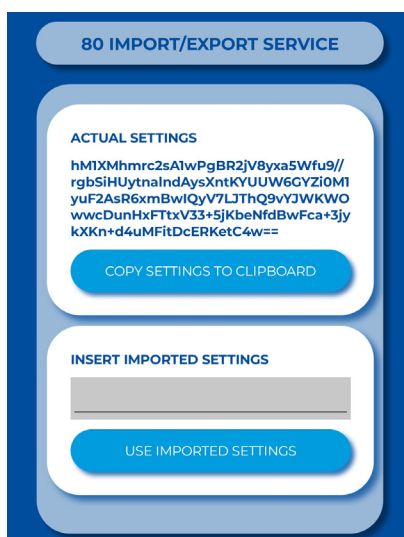 80 IMPORT/EXPORT SERVICE
ACTUAL SETTINGS
hM1XMhmrc2sA1wPgBR2jV8yxa5Wfu9//
rgbSiHUytnaIndAysXntKYUUW6GYZi0M1
yuF2AsR6xmBwIQyV7LJThQ9vYJWKWO
wwcDunHxFTtxV33+5jKbeNfdBwFca+3jy
kXKn+d4uMFitDcERKetC4w==
COPY SETTINGS TO CLIPBOARD
INSERT IMPORTED SETTINGS
USE IMPORTED SETTINGS